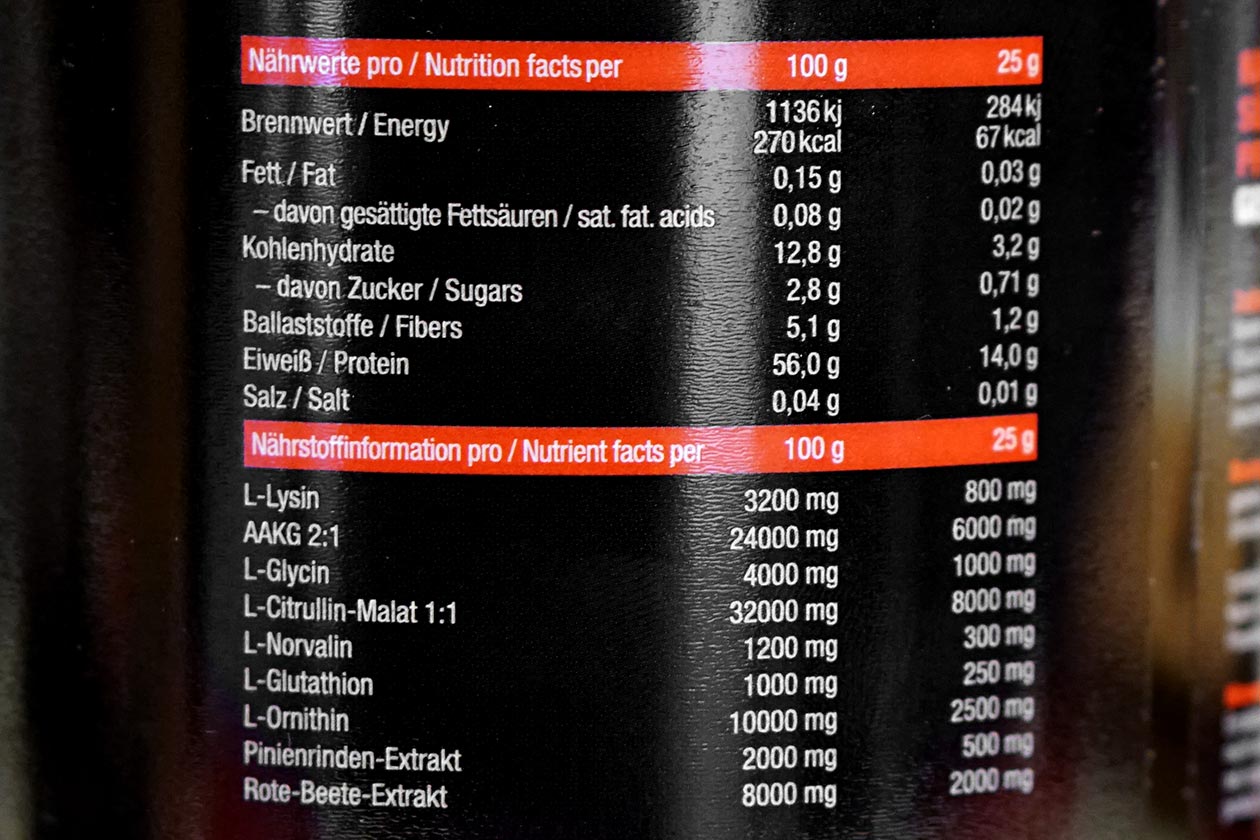 Nährwerte pro / Nutrition facts per 100 g 25 g
Brennwert / Energy 1136 kj 284 kj
270 kcal 67 kcal
Fett / Fat 0,15 g 0,03 g
– davon gesättigte Fettsäuren / sat. fat. acids 0,08 g 0,02 g
Kohlenhydrate 12,8 g 3,2 g
– davon Zucker / Sugars 2,8 g 0,71 g
Ballaststoffe / Fibers 5,1 g 1,2 g
Eiweiß / Protein 56,0 g 14,0 g
Salz / Salt 0,04 g 0,01 g
Nährstoffinformation pro / Nutrient facts per 100 g 25 g
L-Lysin 3200 mg 800 mg
AAKG 2:1 24000 mg 6000 mg
L-Glycin 4000 mg 1000 mg
L-Citrullin-Malat 1:1 32000 mg 8000 mg
L-Norvalin 1200 mg 300 mg
L-Glutathion 1000 mg 250 mg
L-Ornithin 10000 mg 2500 mg
Pinienrinden-Extrakt 2000 mg 500 mg
Rote-Beete-Extrakt 8000 mg 2000 mg